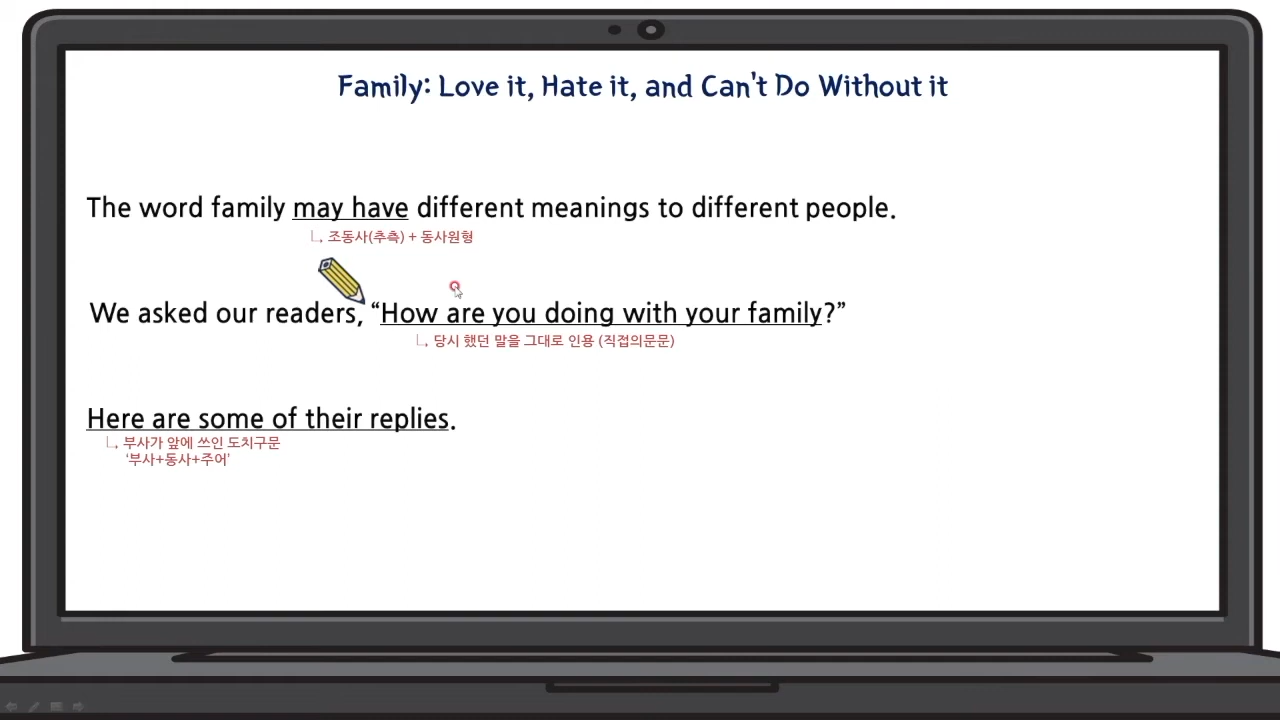 Family: Love it, Hate it, and Can't Do Without it
The word family may have different meanings to different people.
조동사(추측) + 동사원형
We asked our readers, “How are you doing with your family?”
당시 했던 말을 그대로 인용 (직접의문문)
Here are some of their replies.
부사가 앞에 쓰인 도치구문
‘부사+동사+주어’